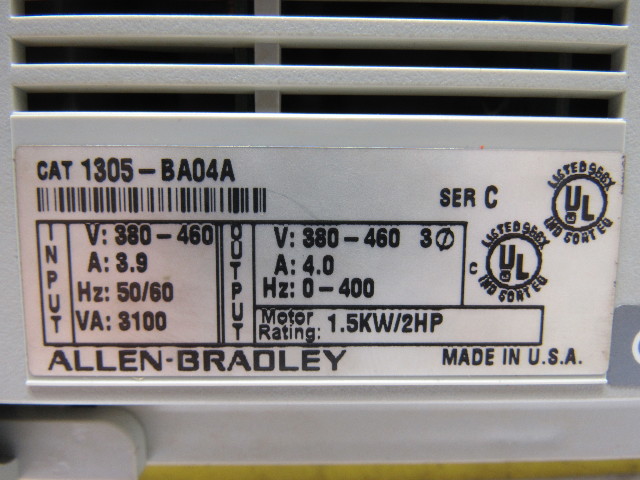 CAT 1305-BA04A
SER C
LISTED 966X
UL
IND CONT EQ
INPUT
V: 380-460
A: 3.9
Hz: 50/60
VA: 3100
OUTPUT
V: 380-460 3Ø
A: 4.0
Hz: 0-400
Motor Rating: 1.5KW/2HP
C
LISTED 966X
UL
IND CONT EQ
ALLEN-BRADLEY
MADE IN U.S.A.